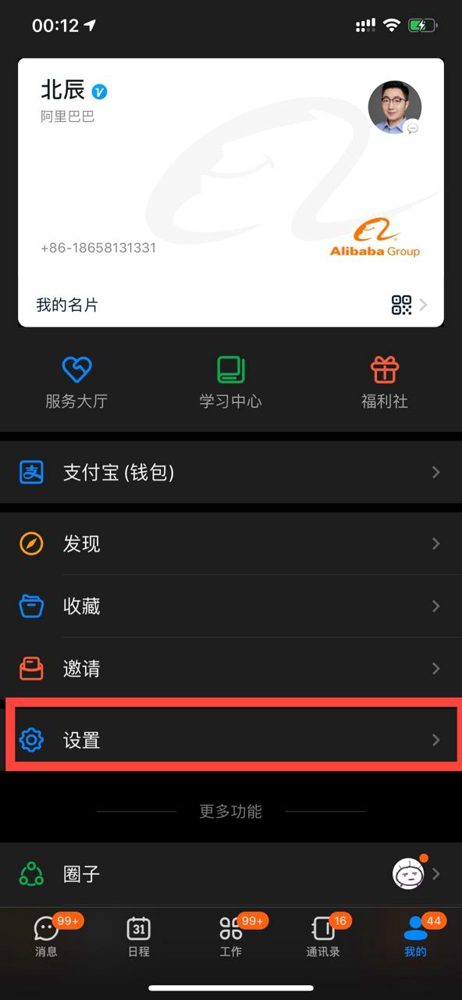 00:12
北辰
阿里巴巴
+86-18658131331
Alibaba Group
我的名片
服务大厅
学习中心
福利社
支付宝 (钱包)
发现
收藏
邀请
设置
更多功能
圈子
99+
31
99+
16
44
消息
日程
工作
通讯录
我的